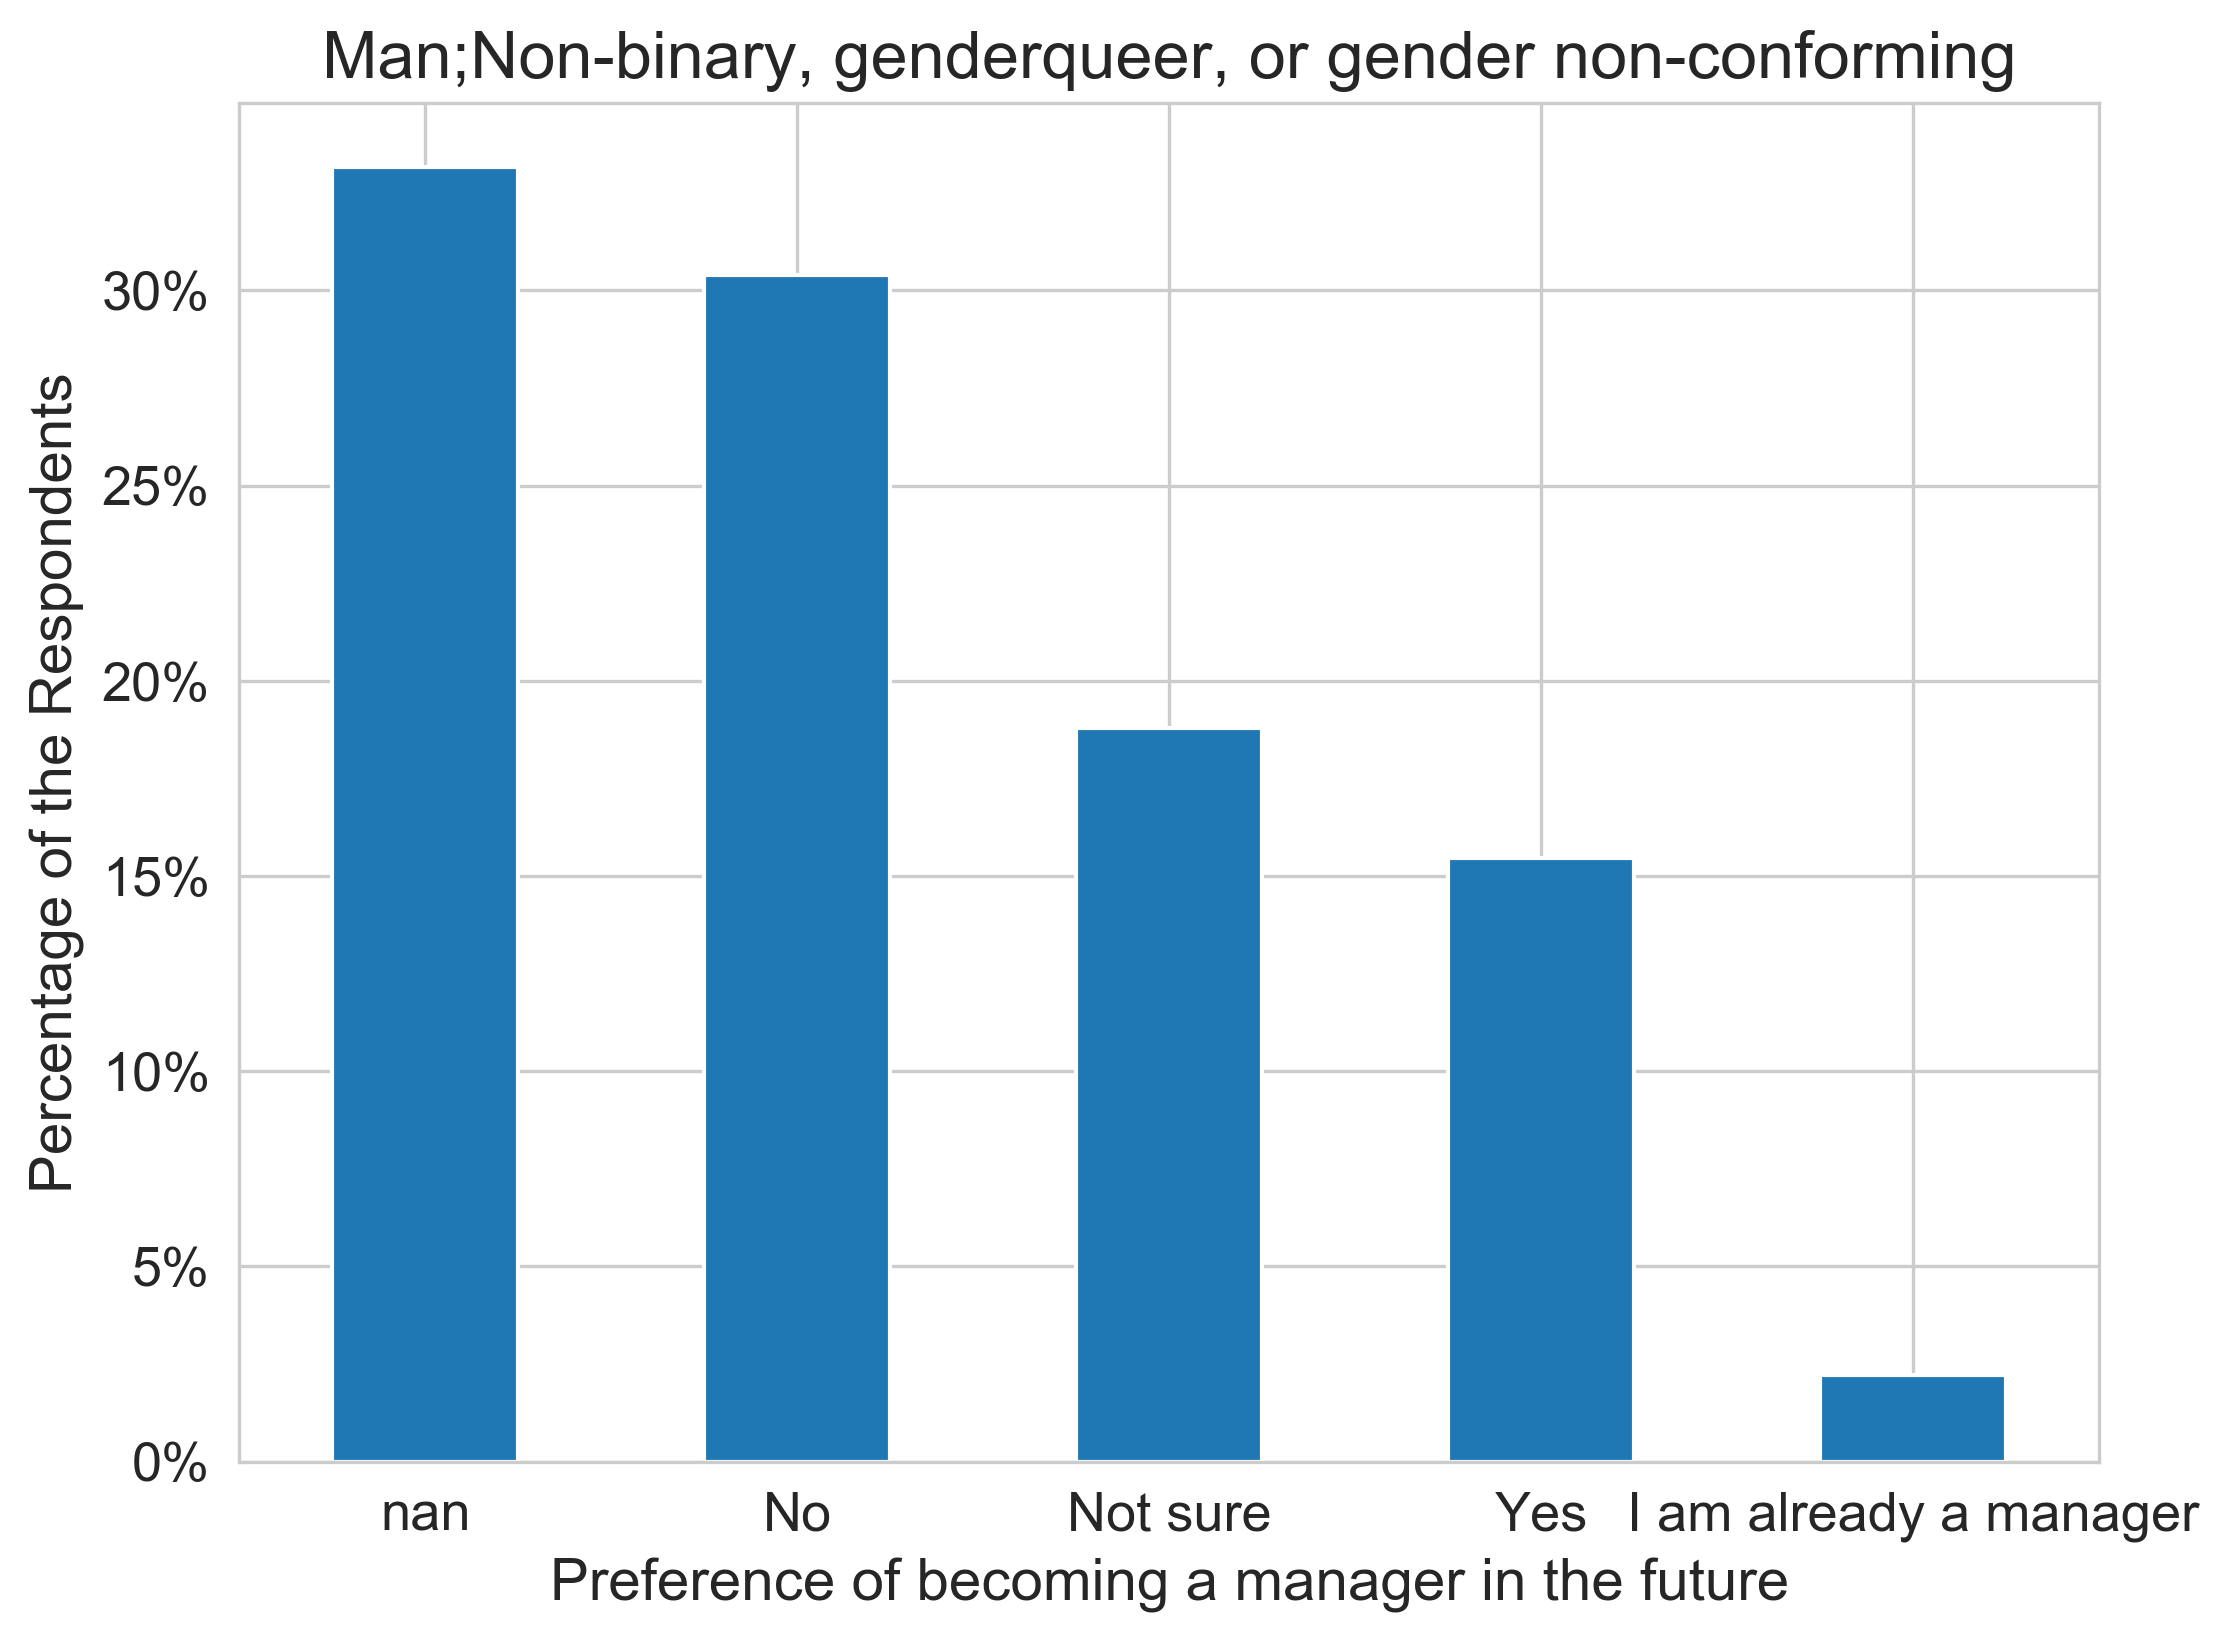 Man;Non-binary, genderqueer, or gender non-conforming
Percentage of the Respondents
30%
25%
20%
15%
10%
5%
0%
nan No Not sure Yes I am already a manager
Preference of becoming a manager in the future